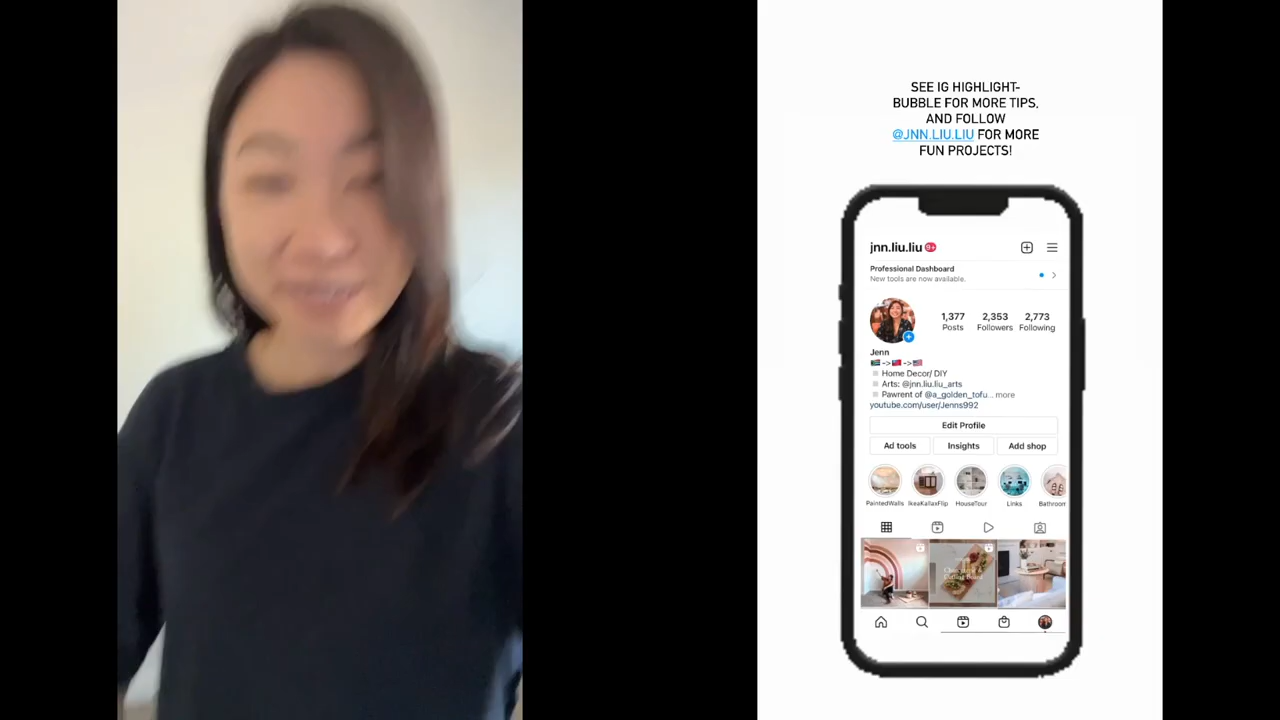 SEE IG HIGHLIGHT-
BUBBLE FOR MORE TIPS,
AND FOLLOW
@JNN.LIU.LIU FOR MORE
FUN PROJECTS!
jnn.liu.liu 9+
Professional Dashboard
New tools are now available.
1,377 2,353 2,773
Posts Followers Following
Jenn
-> ->
Home Decor/ DIY
Arts: @jnn.liu.liu_arts
Pawrent of @a_golden_tofu... more
youtube.com/user/Jenns992
Edit Profile
Ad tools Insights Add shop
PaintedWalls IkeaKallaxFlip HouseTour Links Bathroom